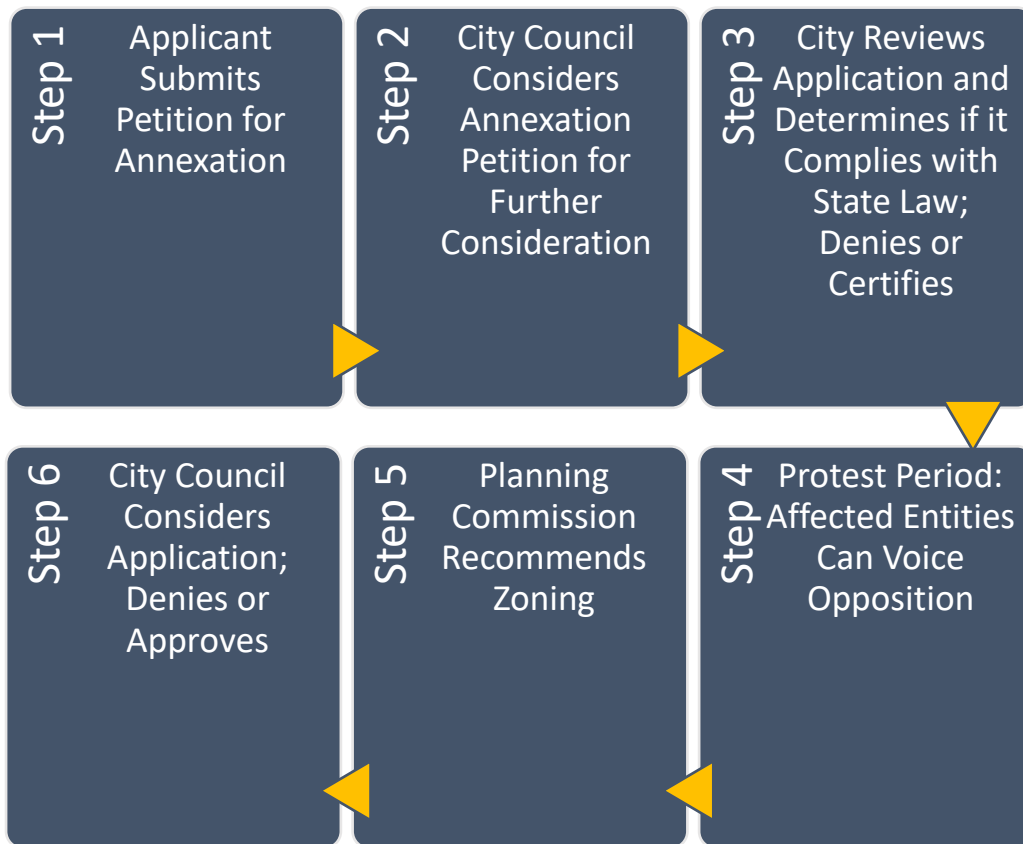 Step 1
Applicant
Submits
Petition for
Annexation
Step 2
City Council
Considers
Annexation
Petition for
Further
Consideration
Step 3
City Reviews
Application and
Determines if it
Complies with
State Law;
Denies or
Certifies
Step 4
Protest Period:
Affected Entities
Can Voice
Opposition
Step 5
Planning
Commission
Recommends
Zoning
Step 6
City Council
Considers
Application;
Denies or
Approves